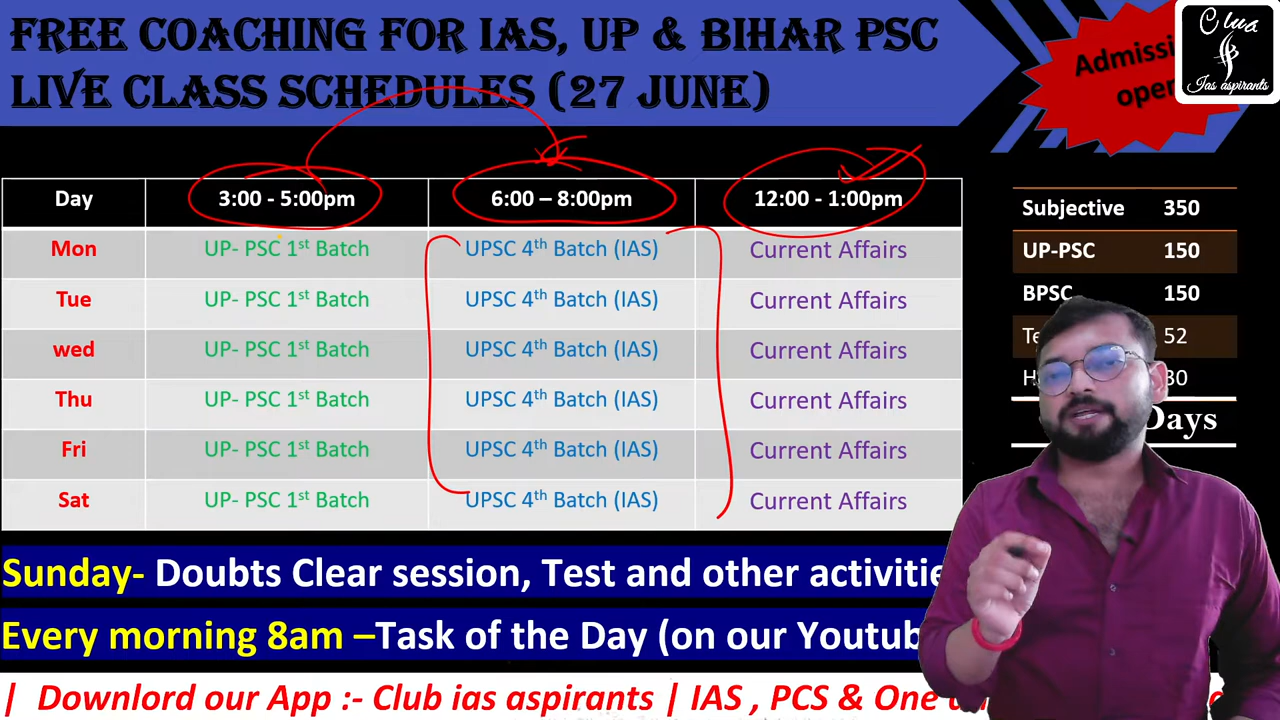 FREE COACHING FOR IAS, UP & BIHAR PSC
LIVE CLASS SCHEDULES (27 JUNE)
Clua
Ias aspirants
Day 3:00 - 5:00pm 6:00 – 8:00pm 12:00 - 1:00pm
Mon UP- PSC 1st Batch UPSC 4th Batch (IAS) Current Affairs
Tue UP- PSC 1st Batch UPSC 4th Batch (IAS) Current Affairs
wed UP- PSC 1st Batch UPSC 4th Batch (IAS) Current Affairs
Thu UP- PSC 1st Batch UPSC 4th Batch (IAS) Current Affairs
Fri UP- PSC 1st Batch UPSC 4th Batch (IAS) Current Affairs
Sat UP- PSC 1st Batch UPSC 4th Batch (IAS) Current Affairs
Subjective 350
UP-PSC 150
BPSC 150
52
Days
Sunday- Doubts Clear session, Test and other
Every morning 8am –Task of the Day (on our
| Downlord our App :- Club ias aspirants | IAS , PCS & One